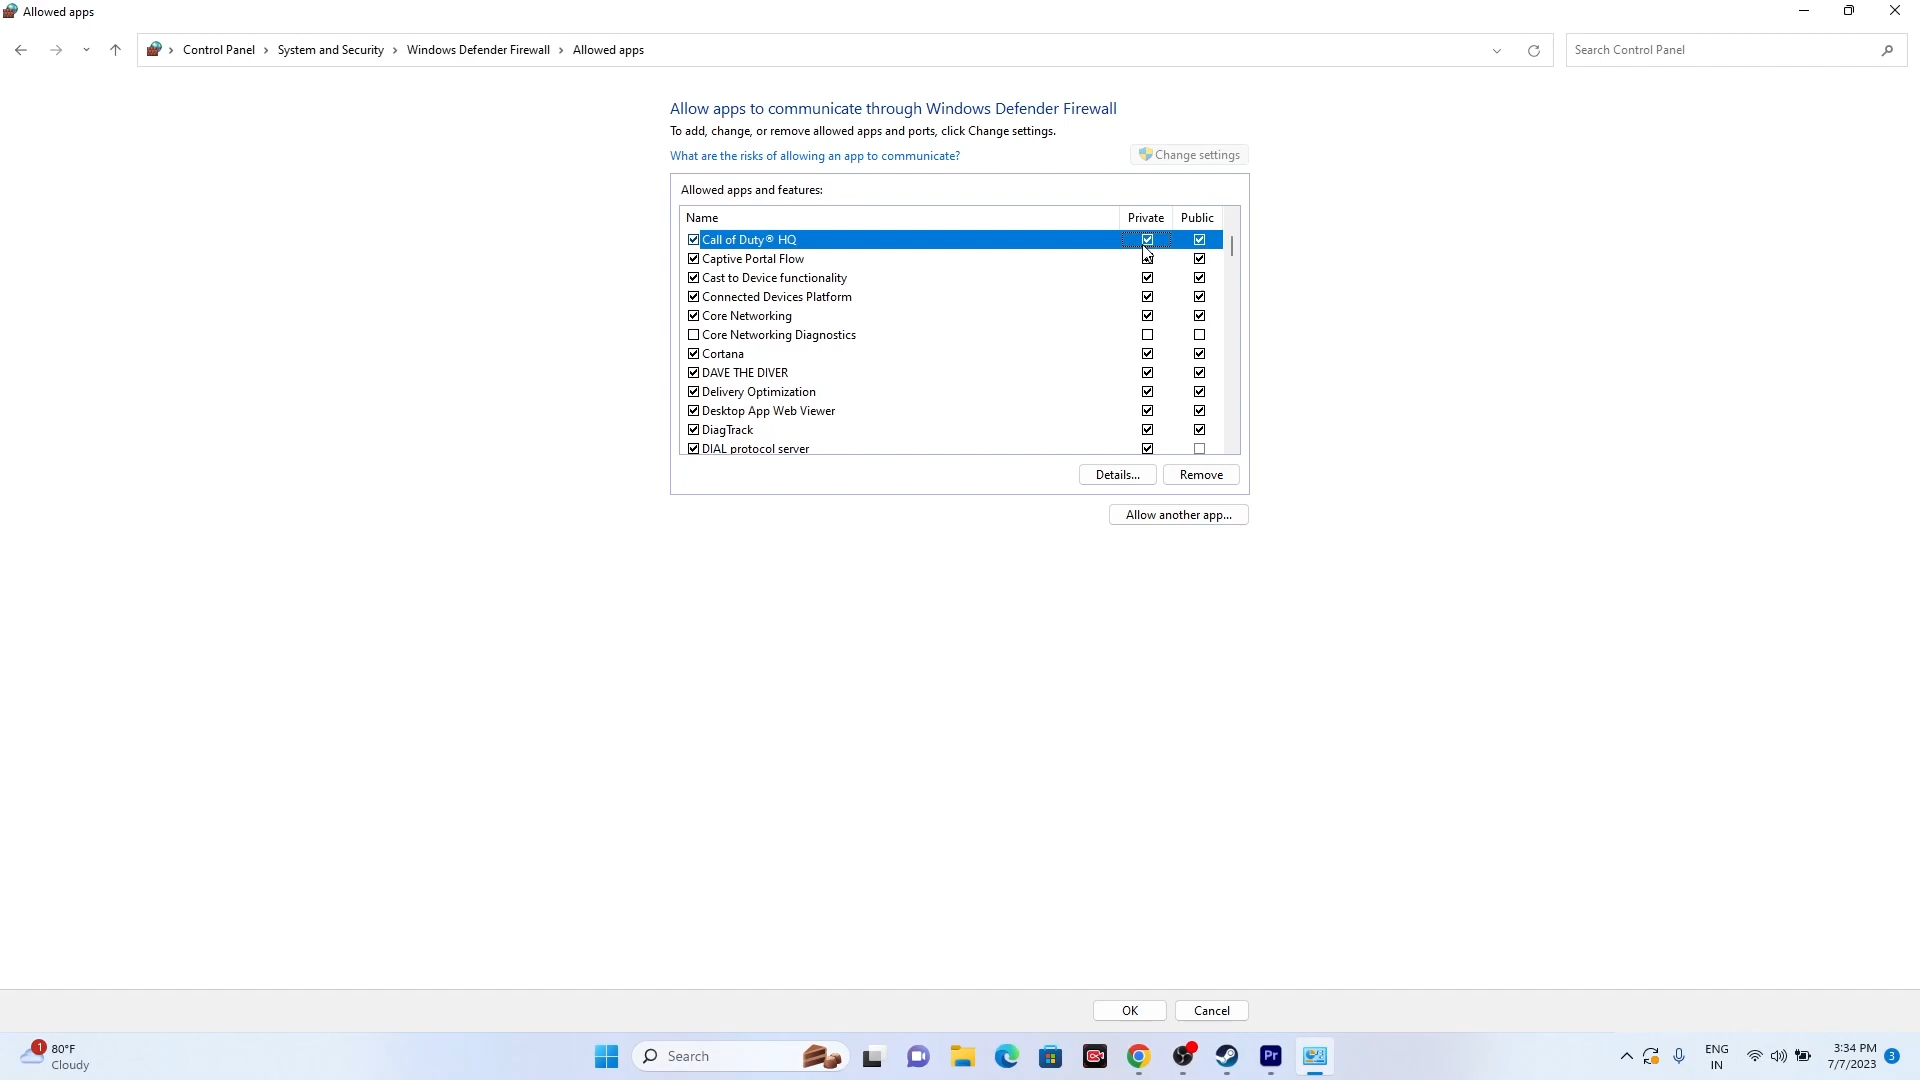 Allowed apps
Control Panel > System and Security > Windows Defender Firewall > Allowed apps
Search Control Panel
Allow apps to communicate through Windows Defender Firewall
To add, change, or remove allowed apps and ports, click Change settings.
What are the risks of allowing an app to communicate?
Change settings
Allowed apps and features:
Name Private Public
Call of Duty® HQ
Captive Portal Flow
Cast to Device functionality
Connected Devices Platform
Core Networking
Core Networking Diagnostics
Cortana
DAVE THE DIVER
Delivery Optimization
Desktop App Web Viewer
DiagTrack
DIAL protocol server
Details... Remove
Allow another app...
OK Cancel
1 80°F
Cloudy
Search
Pr
ENG
IN
3:34 PM
7/7/2023
3